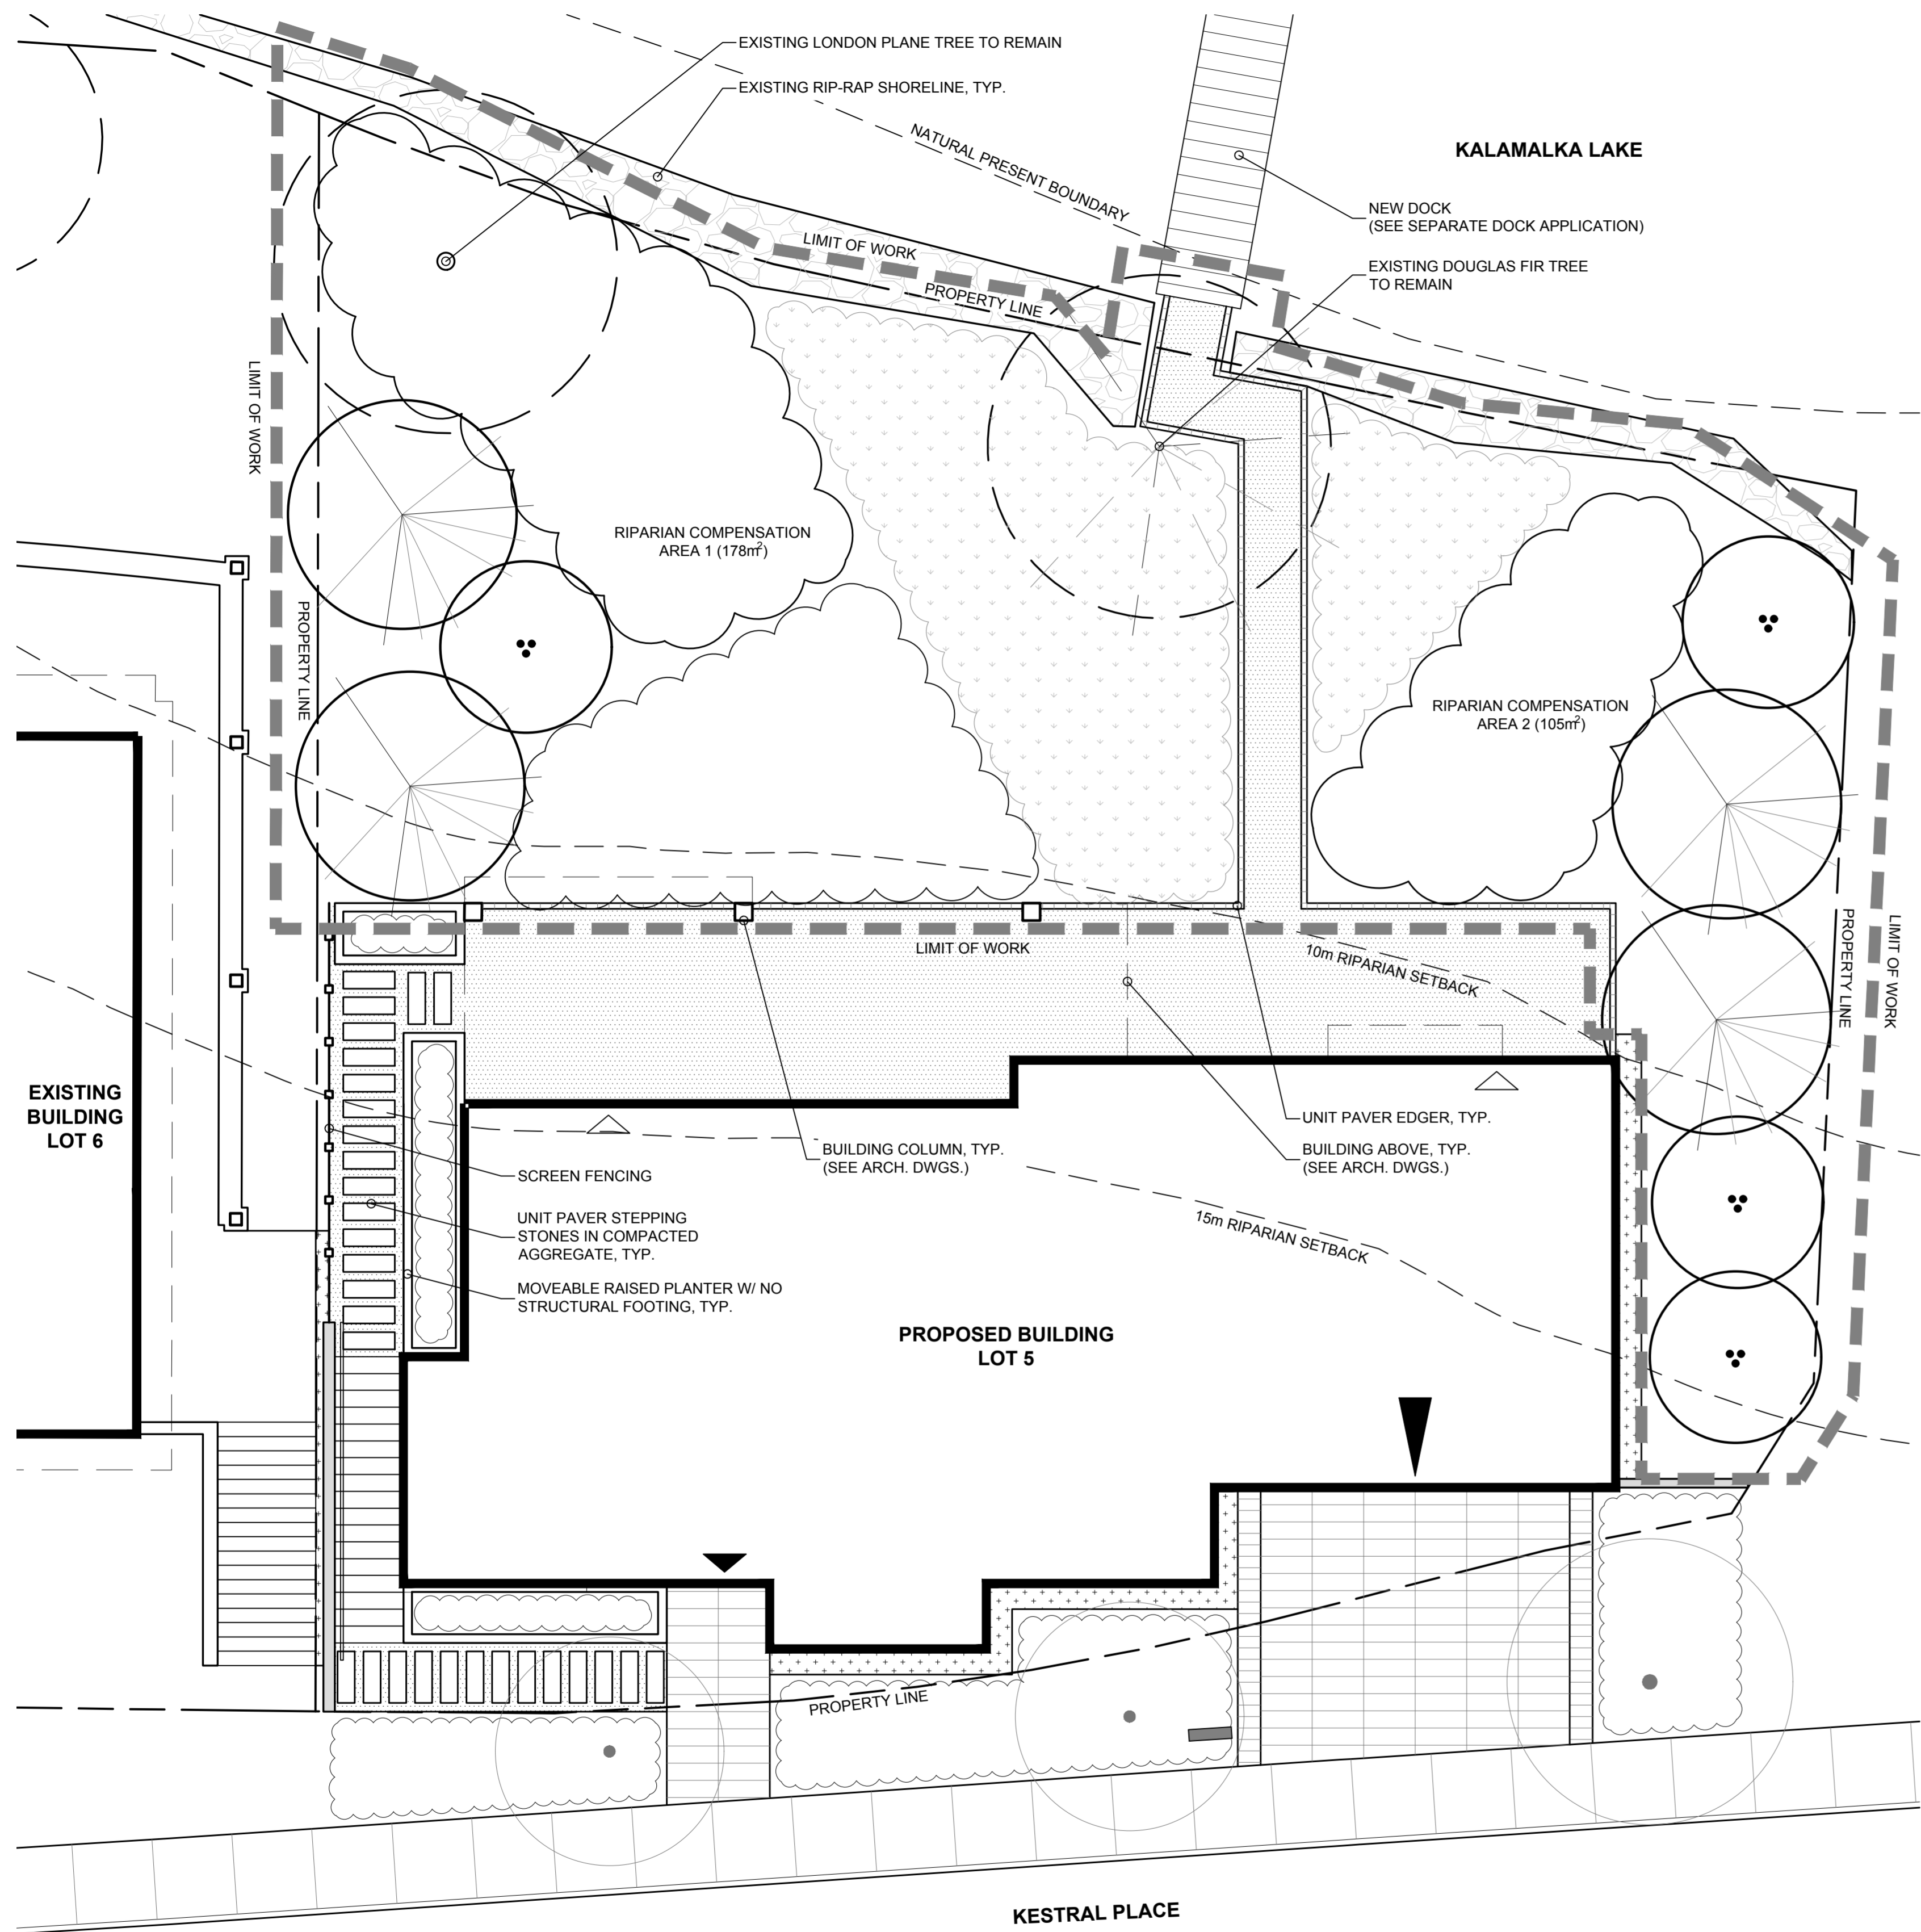 EXISTING LONDON PLANE TREE TO REMAIN
EXISTING RIP-RAP SHORELINE, TYP.
NATURAL PRESENT BOUNDARY
KALAMALKA LAKE
NEW DOCK
(SEE SEPARATE DOCK APPLICATION)
LIMIT OF WORK
EXISTING DOUGLAS FIR TREE
TO REMAIN
PROPERTY LINE
LIMIT OF WORK
RIPARIAN COMPENSATION
AREA 1 (178m²)
PROPERTY LINE
RIPARIAN COMPENSATION
AREA 2 (105m²)
LIMIT OF WORK
10m RIPARIAN SETBACK
PROPERTY LINE
LIMIT OF WORK
EXISTING
BUILDING
LOT 6
UNIT PAVER EDGER, TYP.
BUILDING COLUMN, TYP.
(SEE ARCH. DWGS.)
BUILDING ABOVE, TYP.
(SEE ARCH. DWGS.)
SCREEN FENCING
UNIT PAVER STEPPING
STONES IN COMPACTED
AGGREGATE, TYP.
15m RIPARIAN SETBACK
MOVEABLE RAISED PLANTER W/ NO
STRUCTURAL FOOTING, TYP.
PROPOSED BUILDING
LOT 5
PROPERTY LINE
KESTRAL PLACE